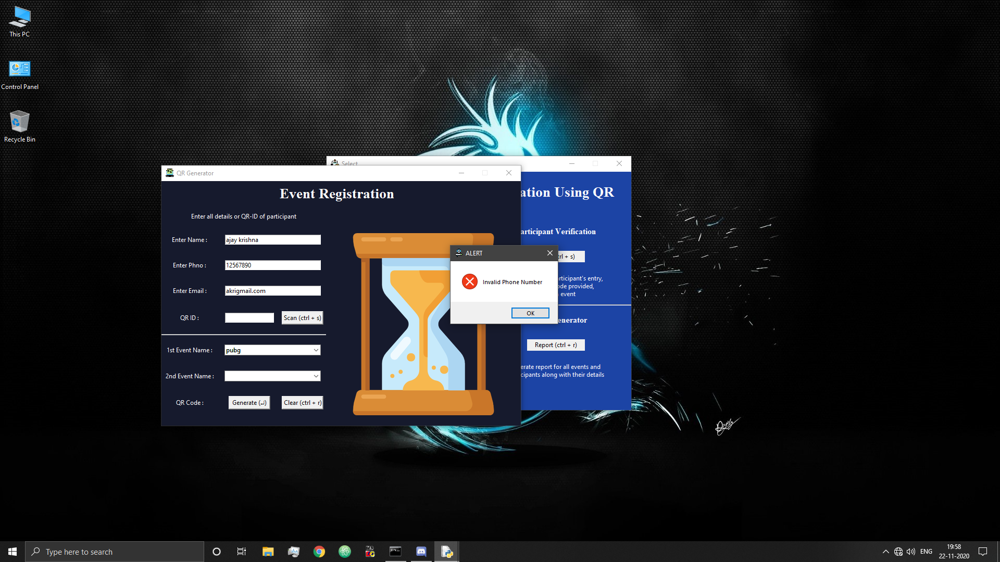 This PC
Control Panel
Recycle Bin
Select
QR Generator
ation Using QR
Event Registration
Enter all details or QR-ID of participant
articipant Verification
Enter Name :
ajay krishna
ALERT
trl + s)
Enter Phno :
12567890
Invalid Phone Number
articipant's entry,
ode provided,
event
Enter Email :
akrigmail.com
OK
QR ID :
Scan (ctrl + s)
enerator
Report (ctrl + r)
1st Event Name :
pubg
erate report for all events and
cipants along with their details
2nd Event Name :
QR Code :
Generate (↵)
Clear (ctrl + r)
Type here to search
ENG
19:58
22-11-2020